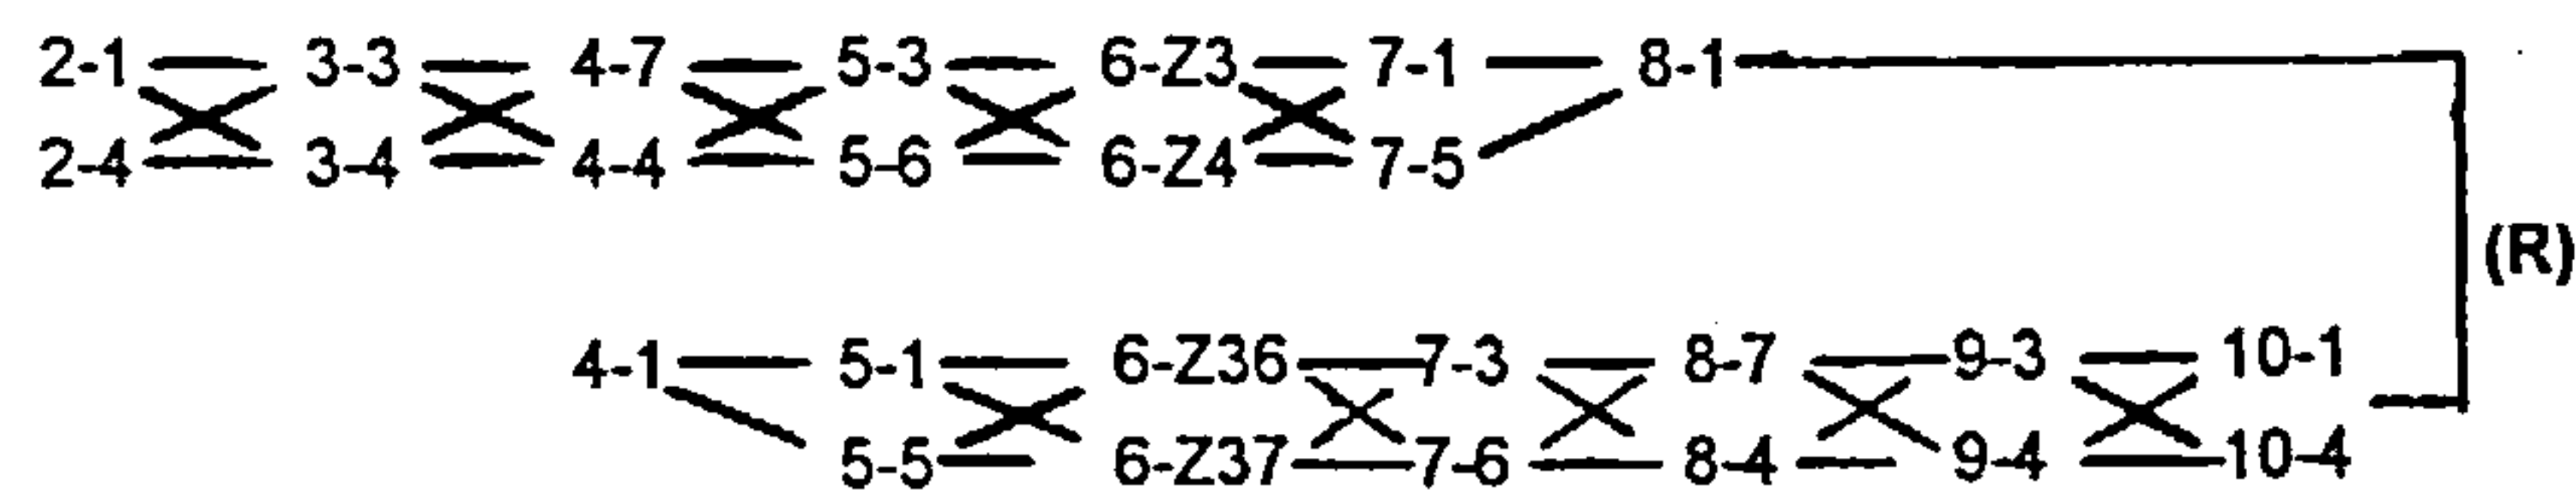 2-1 3-3 4-7 5-3 6-Z3 7-1 8-1
2-4 3-4 4-4 5-6 6-Z4 7-5
(R)
4-1 5-1 6-Z36 7-3 8-7 9-3 10-1
5-5 6-Z37 7-6 8-4 9-4 10-4